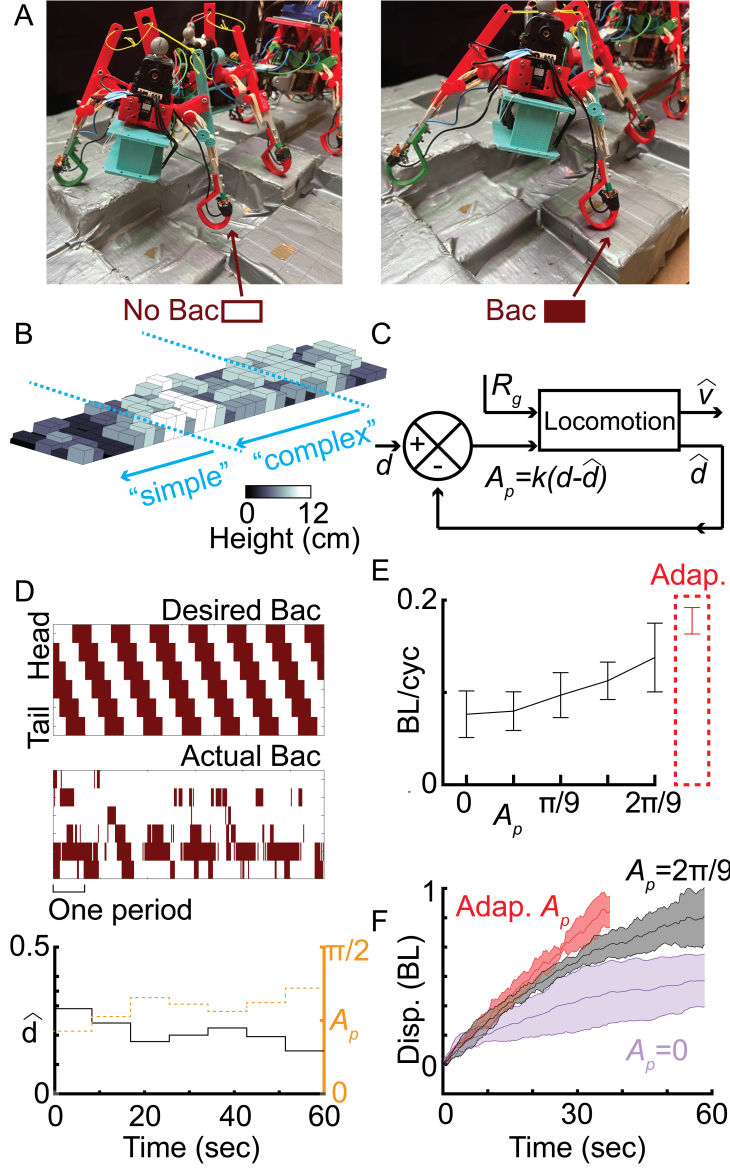 A
No Bac
Bac
B
"simple"
"complex"
0
12
Height (cm)
C
d
+
-
R_g
Locomotion
A_p=k(d-d̂)
v̂
d̂
D
Desired Bac
Head
Tail
Actual Bac
One period
0.5
d̂
0
π/2
A_p
0
0
20
40
60
Time (sec)
E
Adap.
0.2
BL/cyc
0
0
A_p
π/9
2π/9
F
1
Disp. (BL)
0
Adap. A_p
A_p=2π/9
A_p=0
0
30
60
Time (sec)